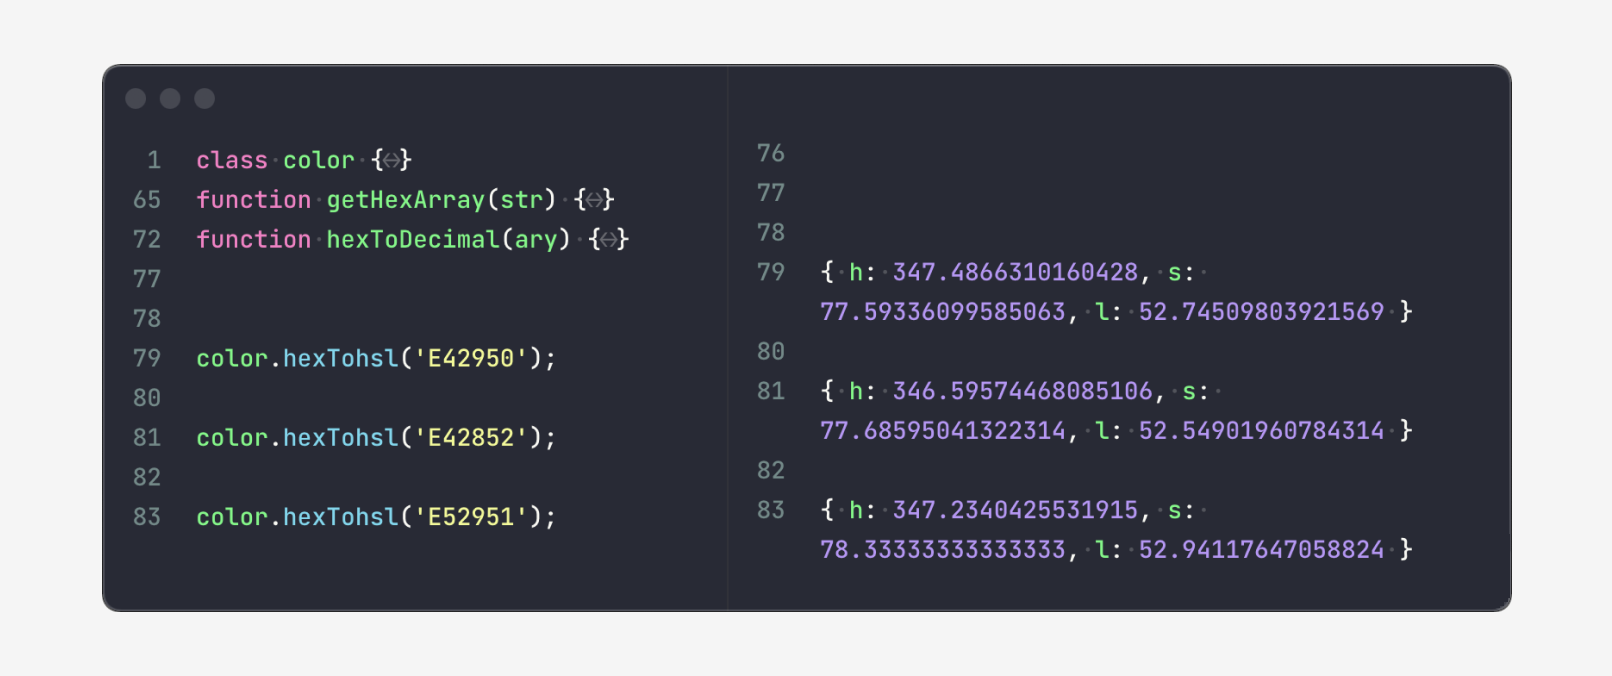 1 class color {↔}
65 function getHexArray(str) {↔}
72 function hexToDecimal(ary) {↔}
77
78
79 color.hexTohsl('E42950');
80
81 color.hexTohsl('E42852');
82
83 color.hexTohsl('E52951');
76
77
78
79 { h: 347.4866310160428, s:
77.59336099585063, l: 52.74509803921569 }
80
81 { h: 346.59574468085106, s:
77.68595041322314, l: 52.54901960784314 }
82
83 { h: 347.2340425531915, s:
78.33333333333333, l: 52.94117647058824 }